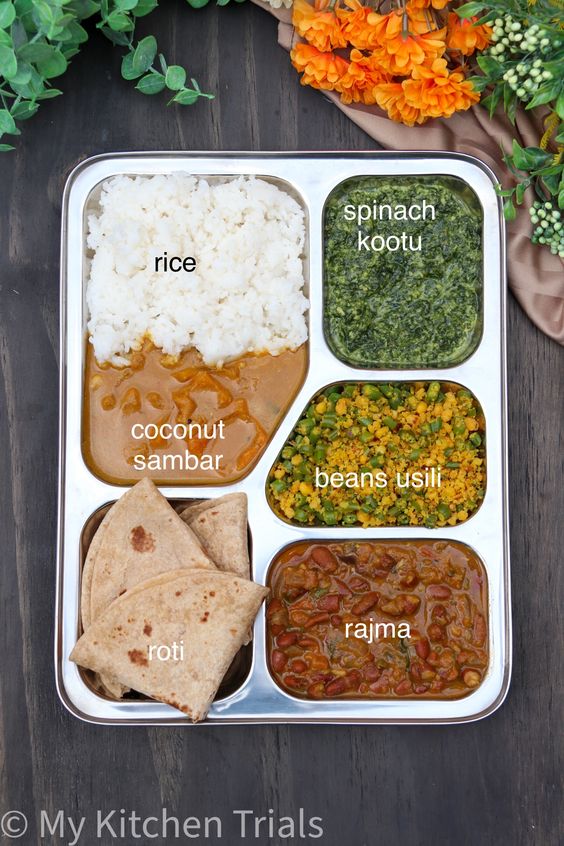 rice
spinach
kootu
coconut
sambar
beans usili
roti
rajma
© My Kitchen Trials